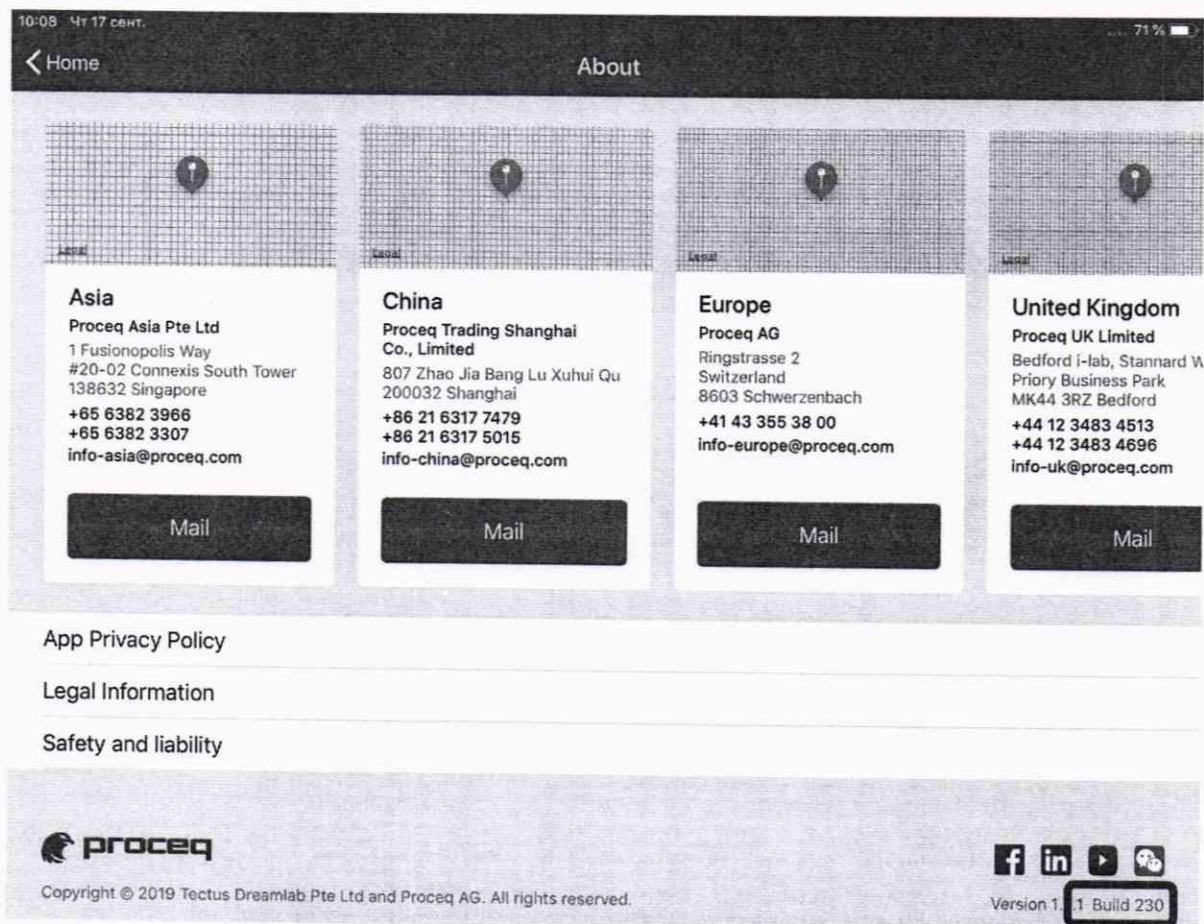 10:08 Чт 17 сент.
71 %
Home
About
Legal
Legal
Legal
Legal
Asia
Proceq Asia Pte Ltd
1 Fusionopolis Way
#20-02 Connexis South Tower
138632 Singapore
+65 6382 3966
+65 6382 3307
info-asia@proceq.com
Mail
China
Proceq Trading Shanghai
Co., Limited
807 Zhao Jia Bang Lu Xuhui Qu
200032 Shanghai
+86 21 6317 7479
+86 21 6317 5015
info-china@proceq.com
Mail
Europe
Proceq AG
Ringstrasse 2
Switzerland
8603 Schwerzenbach
+41 43 355 38 00
info-europe@proceq.com
Mail
United Kingdom
Proceq UK Limited
Bedford i-lab, Stannard
Priory Business Park
MK44 3RZ Bedford
+44 12 3483 4513
+44 12 3483 4696
info-uk@proceq.com
Mail
App Privacy Policy
Legal Information
Safety and liability
proceq
Copyright © 2019 Tectus Dreamlab Pte Ltd and Proceq AG. All rights reserved.
f in
Version Build 230